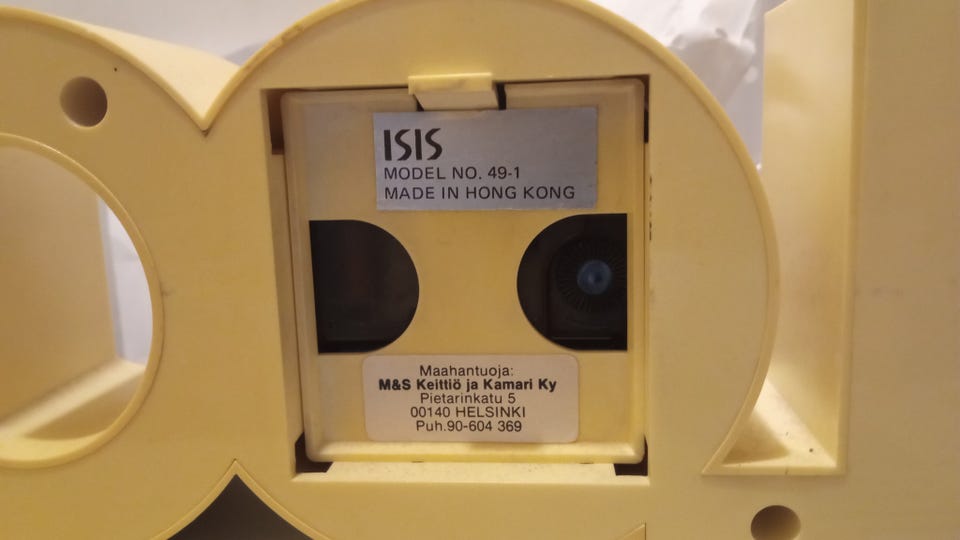 ISIS
MODEL NO. 49-1
MADE IN HONG KONG
Maahantuoja:
M&S Keittiö ja Kamari Ky
Pietarinkatu 5
00140 HELSINKI
Puh.90-604 369